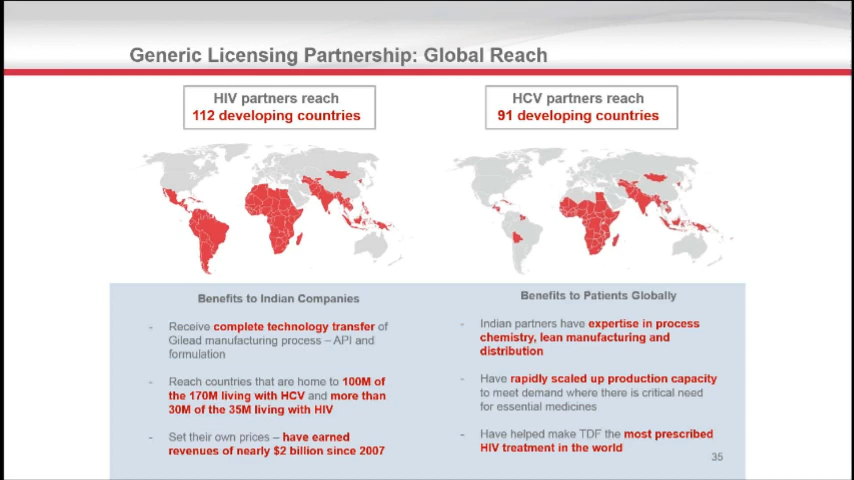 Generic Licensing Partnership: Global Reach
HIV partners reach
112 developing countries
HCV partners reach
91 developing countries
Benefits to Indian Companies
- Receive complete technology transfer of
Gilead manufacturing process – API and
formulation
- Reach countries that are home to 100M of
the 170M living with HCV and more than
30M of the 35M living with HIV
- Set their own prices – have earned
revenues of nearly $2 billion since 2007
Benefits to Patients Globally
- Indian partners have expertise in process
chemistry, lean manufacturing and
distribution
- Have rapidly scaled up production capacity
to meet demand where there is critical need
for essential medicines
- Have helped make TDF the most prescribed
HIV treatment in the world
35